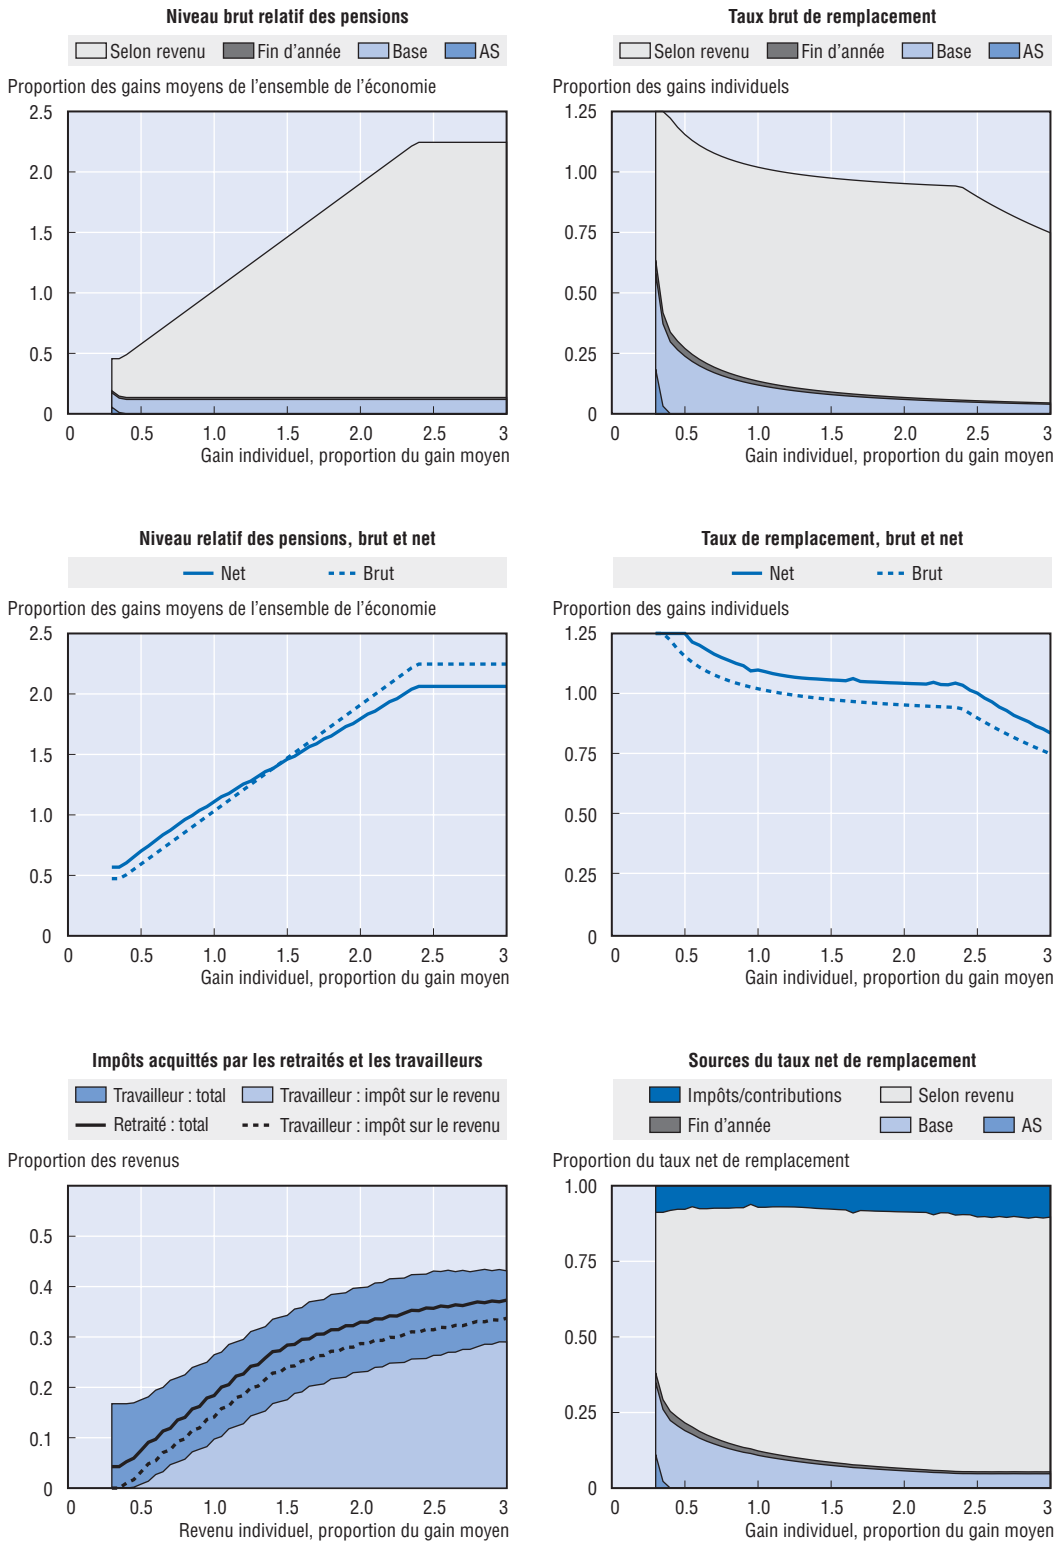 Niveau brut relatif des pensions
Selon revenu Fin d’année Base AS
Proportion des gains moyens de l’ensemble de l’économie
2.5
2.0
1.5
1.0
0.5
0
0 0.5 1.0 1.5 2.0 2.5 3
Gain individuel, proportion du gain moyen
Taux brut de remplacement
Selon revenu Fin d’année Base AS
Proportion des gains individuels
1.25
1.00
0.75
0.50
0.25
0
0 0.5 1.0 1.5 2.0 2.5 3
Gain individuel, proportion du gain moyen
Niveau relatif des pensions, brut et net
Net Brut
Proportion des gains moyens de l’ensemble de l’économie
2.5
2.0
1.5
1.0
0.5
0
0 0.5 1.0 1.5 2.0 2.5 3
Gain individuel, proportion du gain moyen
Taux de remplacement, brut et net
Net Brut
Proportion des gains individuels
1.25
1.00
0.75
0.50
0.25
0
0 0.5 1.0 1.5 2.0 2.5 3
Gain individuel, proportion du gain moyen
Impôts acquittés par les retraités et les travailleurs
Travailleur : total Travailleur : impôt sur le revenu
Retraité : total Travailleur : impôt sur le revenu
Proportion des revenus
0.5
0.4
0.3
0.2
0.1
0
0 0.5 1.0 1.5 2.0 2.5 3
Revenu individuel, proportion du gain moyen
Sources du taux net de remplacement
Impôts/contributions Selon revenu
Fin d’année Base AS
Proportion du taux net de remplacement
1.00
0.75
0.50
0.25
0
0 0.5 1.0 1.5 2.0 2.5 3
Gain individuel, proportion du gain moyen